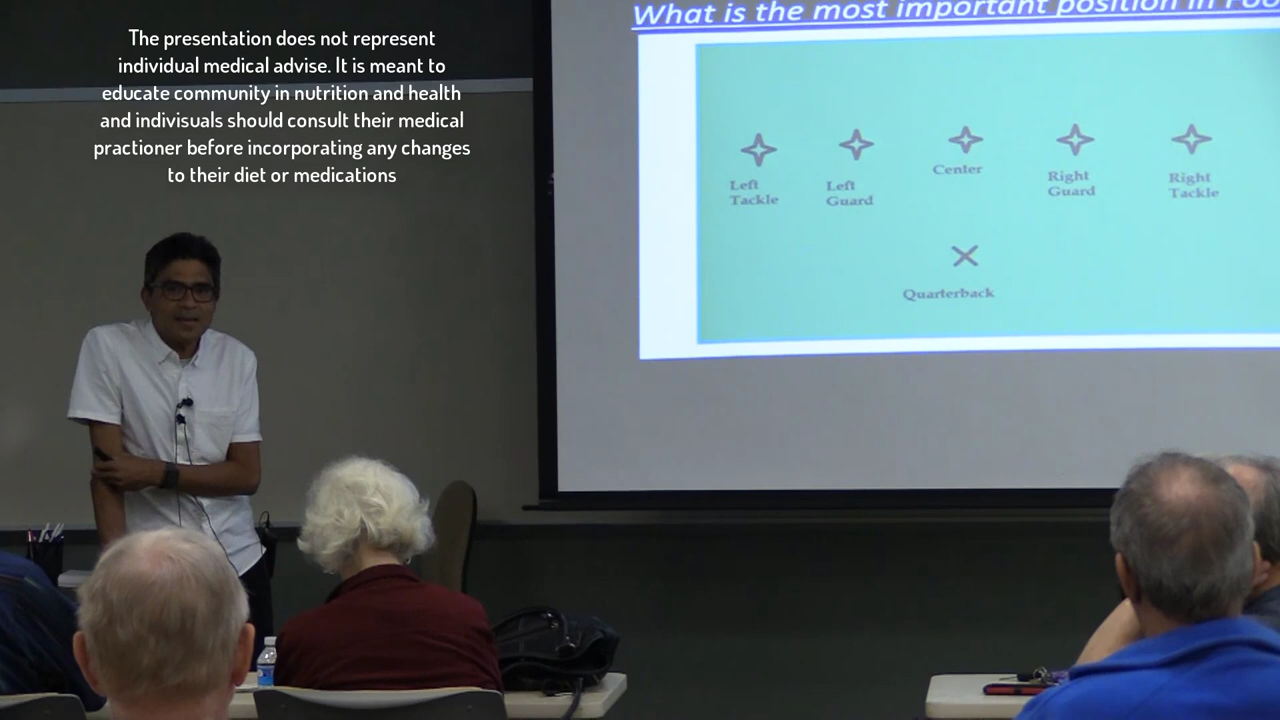 The presentation does not represent
individual medical advise. It is meant to
educate community in nutrition and health
and indivisuals should consult their medical
practioner before incorporating any changes
to their diet or medications
What is the most important position in Foo
Left
Tackle
Left
Guard
Center
Right
Guard
Right
Tackle
Quarterback